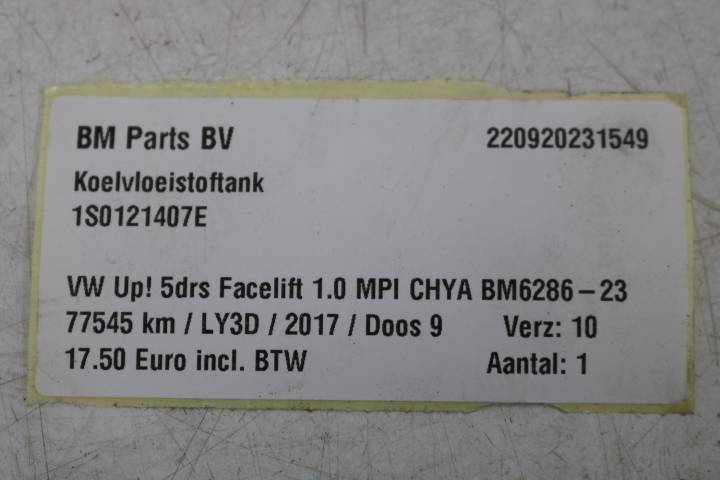 BM Parts BV 220920231549
Koelvloeistoftank
1S0121407E
VW Up! 5drs Facelift 1.0 MPI CHYA BM6286-23
77545 km / LY3D / 2017 / Doos 9 Verz: 10
17.50 Euro incl. BTW Aantal: 1